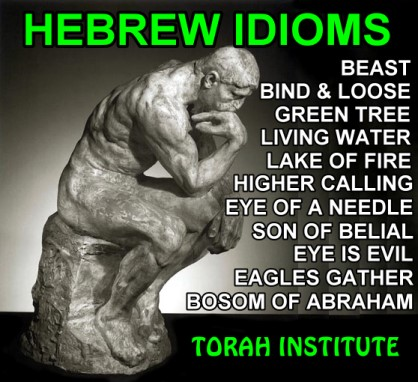 HEBREW IDIOMS
BEAST
BIND & LOOSE
GREEN TREE
LIVING WATER
LAKE OF FIRE
HIGHER CALLING
EYE OF A NEEDLE
SON OF BELIAL
EYE IS EVIL
EAGLES GATHER
BOSOM OF ABRAHAM
TORAH INSTITUTE